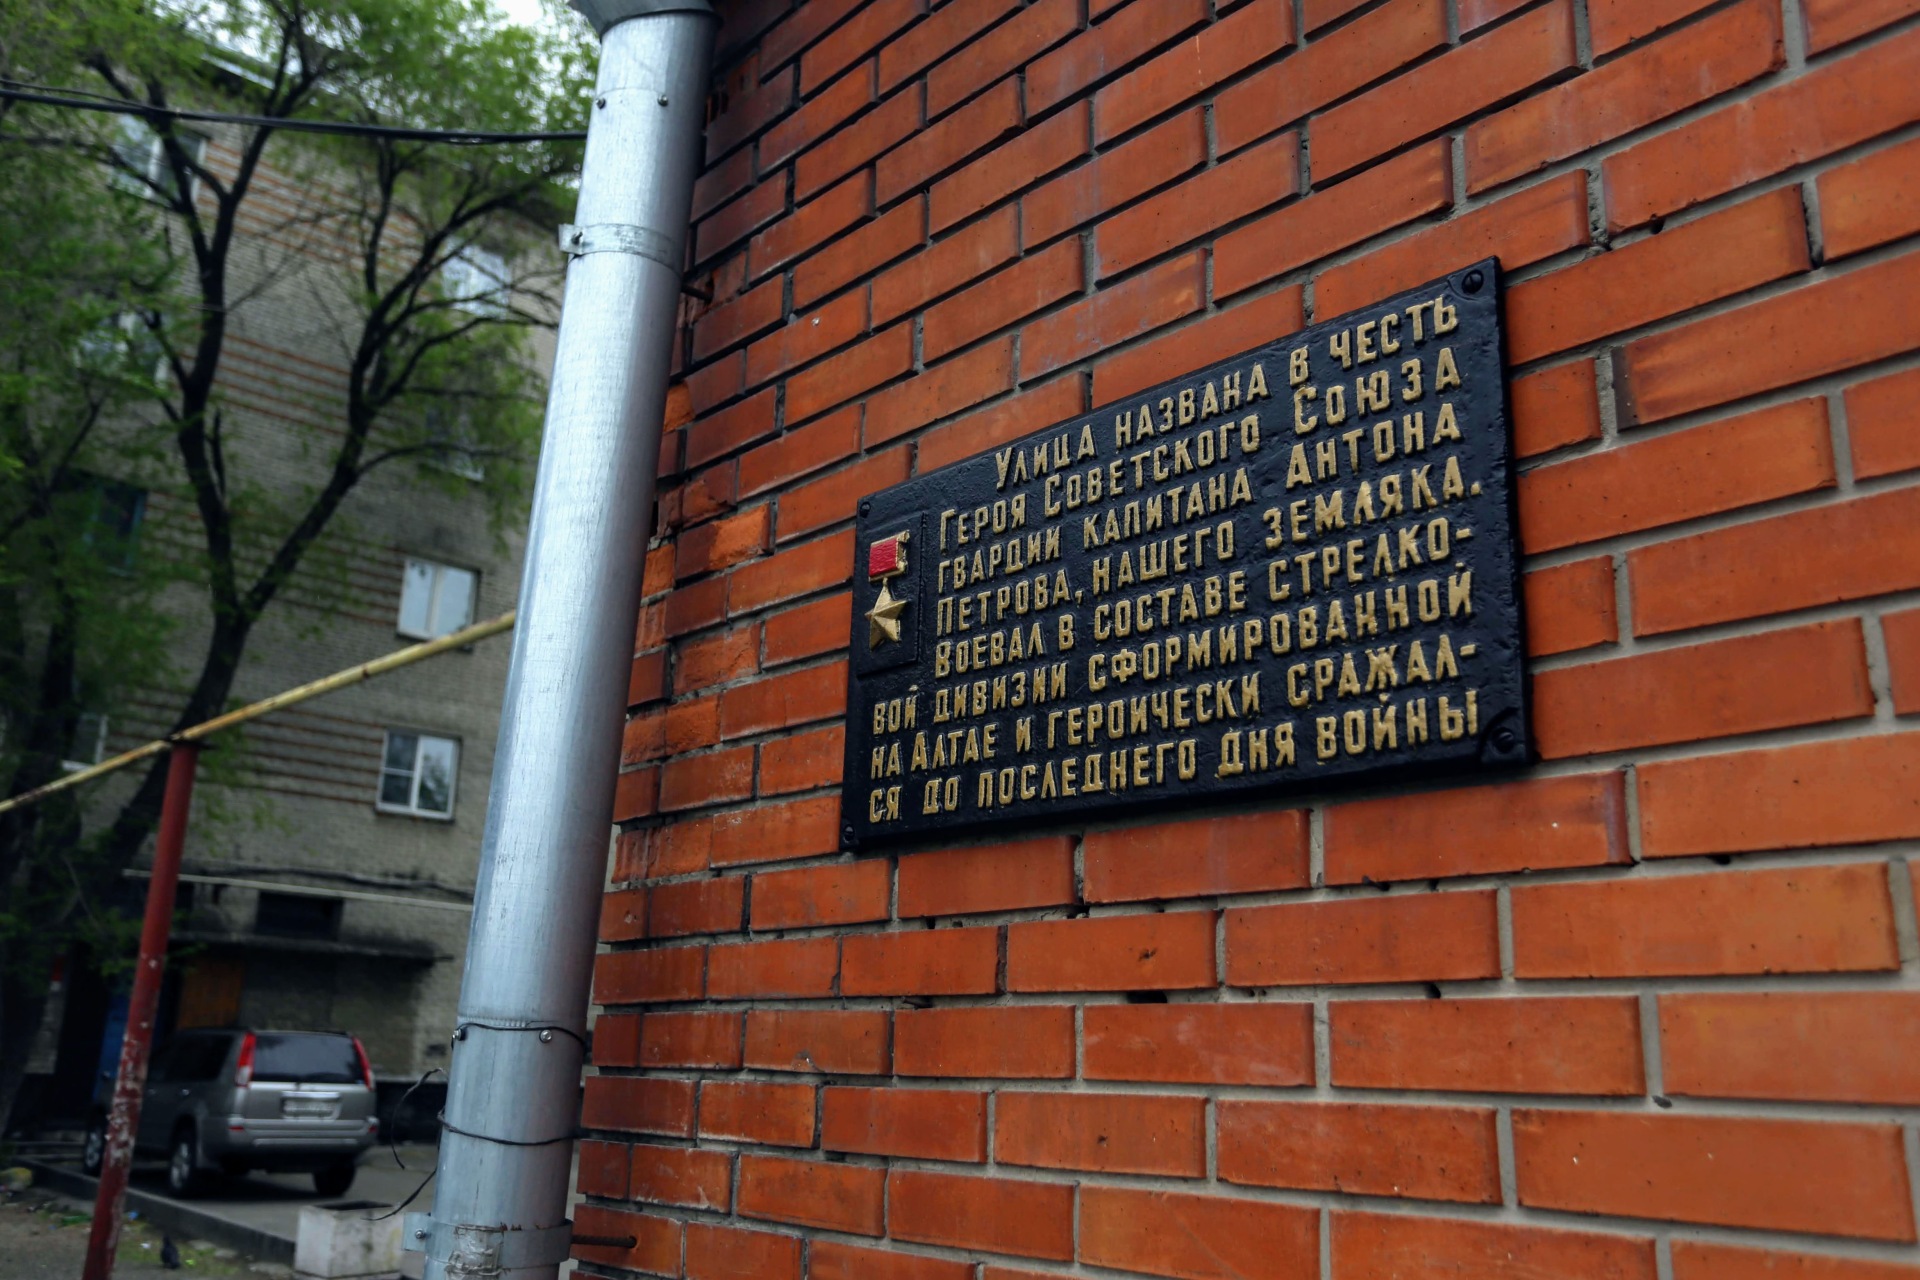 Улица названа в честь
Героя Советского Союза
гвардии капитана Антона
Петрова, нашего земляка.
Воевал в составе стрелко-
вой дивизии сформированной
на Алтае и героически сражал-
ся до последнего дня войны